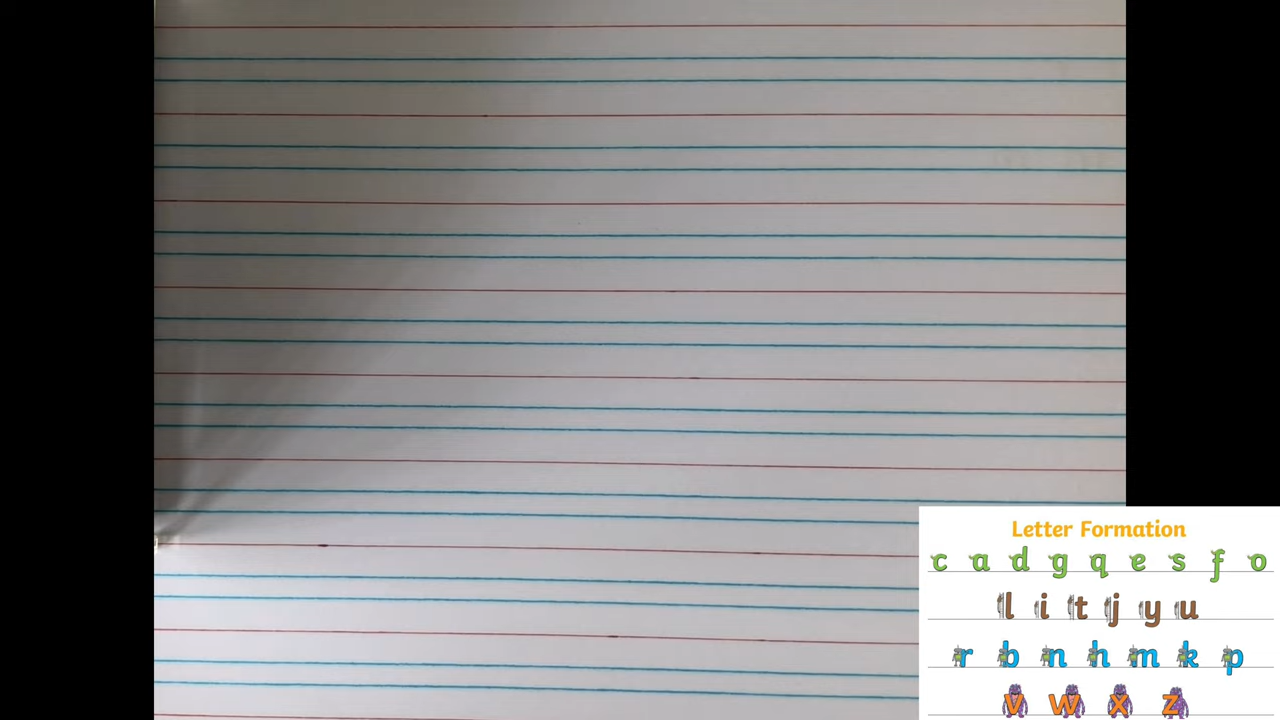 Letter Formation
c a d g q e s f o
l i t j y u
r b n h m k p
v w x z